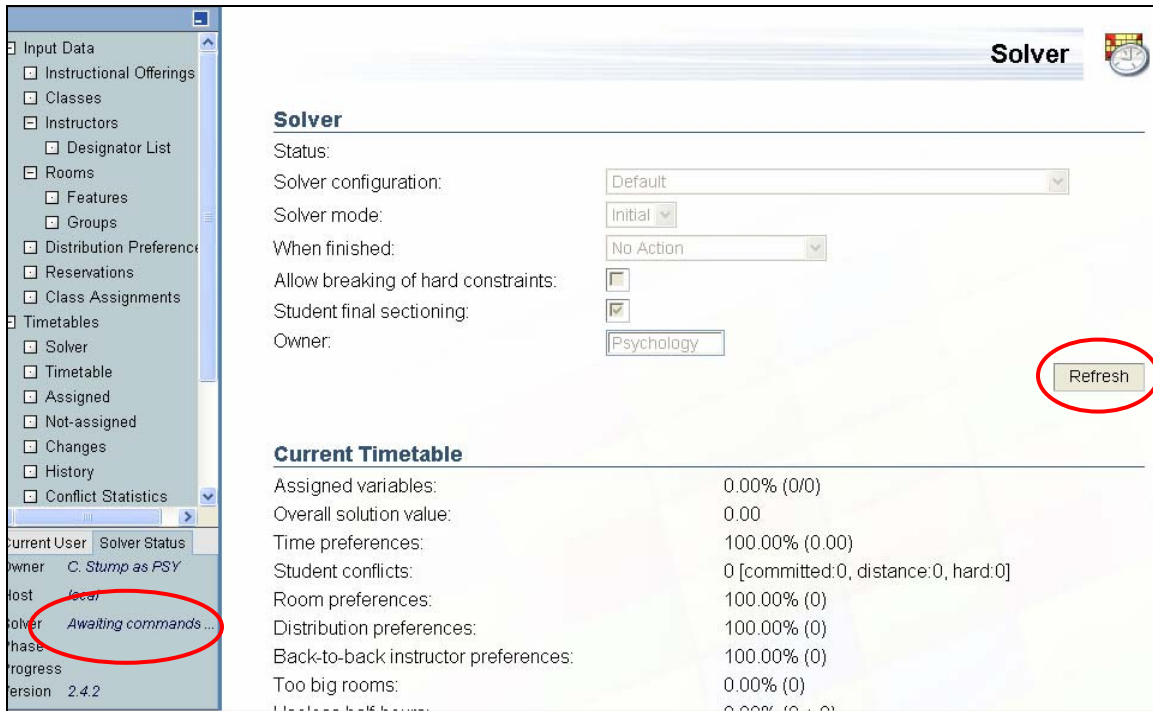 Input Data
Instructional Offerings
Classes
Instructors
Designator List
Rooms
Features
Groups
Distribution Preference
Reservations
Class Assignments
Timetables
Solver
Timetable
Assigned
Not-assigned
Changes
History
Conflict Statistics
Current User Solver Status
Owner C. Stump as PSY
Host local
Solver Awaiting commands ...
Phase
Progress
Version 2.4.2
Solver
Solver
Status:
Solver configuration: Default
Solver mode: Initial
When finished: No Action
Allow breaking of hard constraints:
Student final sectioning:
Owner: Psychology
Refresh
Current Timetable
Assigned variables: 0.00% (0/0)
Overall solution value: 0.00
Time preferences: 100.00% (0.00)
Student conflicts: 0 [committed:0, distance:0, hard:0]
Room preferences: 100.00% (0)
Distribution preferences: 100.00% (0)
Back-to-back instructor preferences: 100.00% (0)
Too big rooms: 0.00% (0)